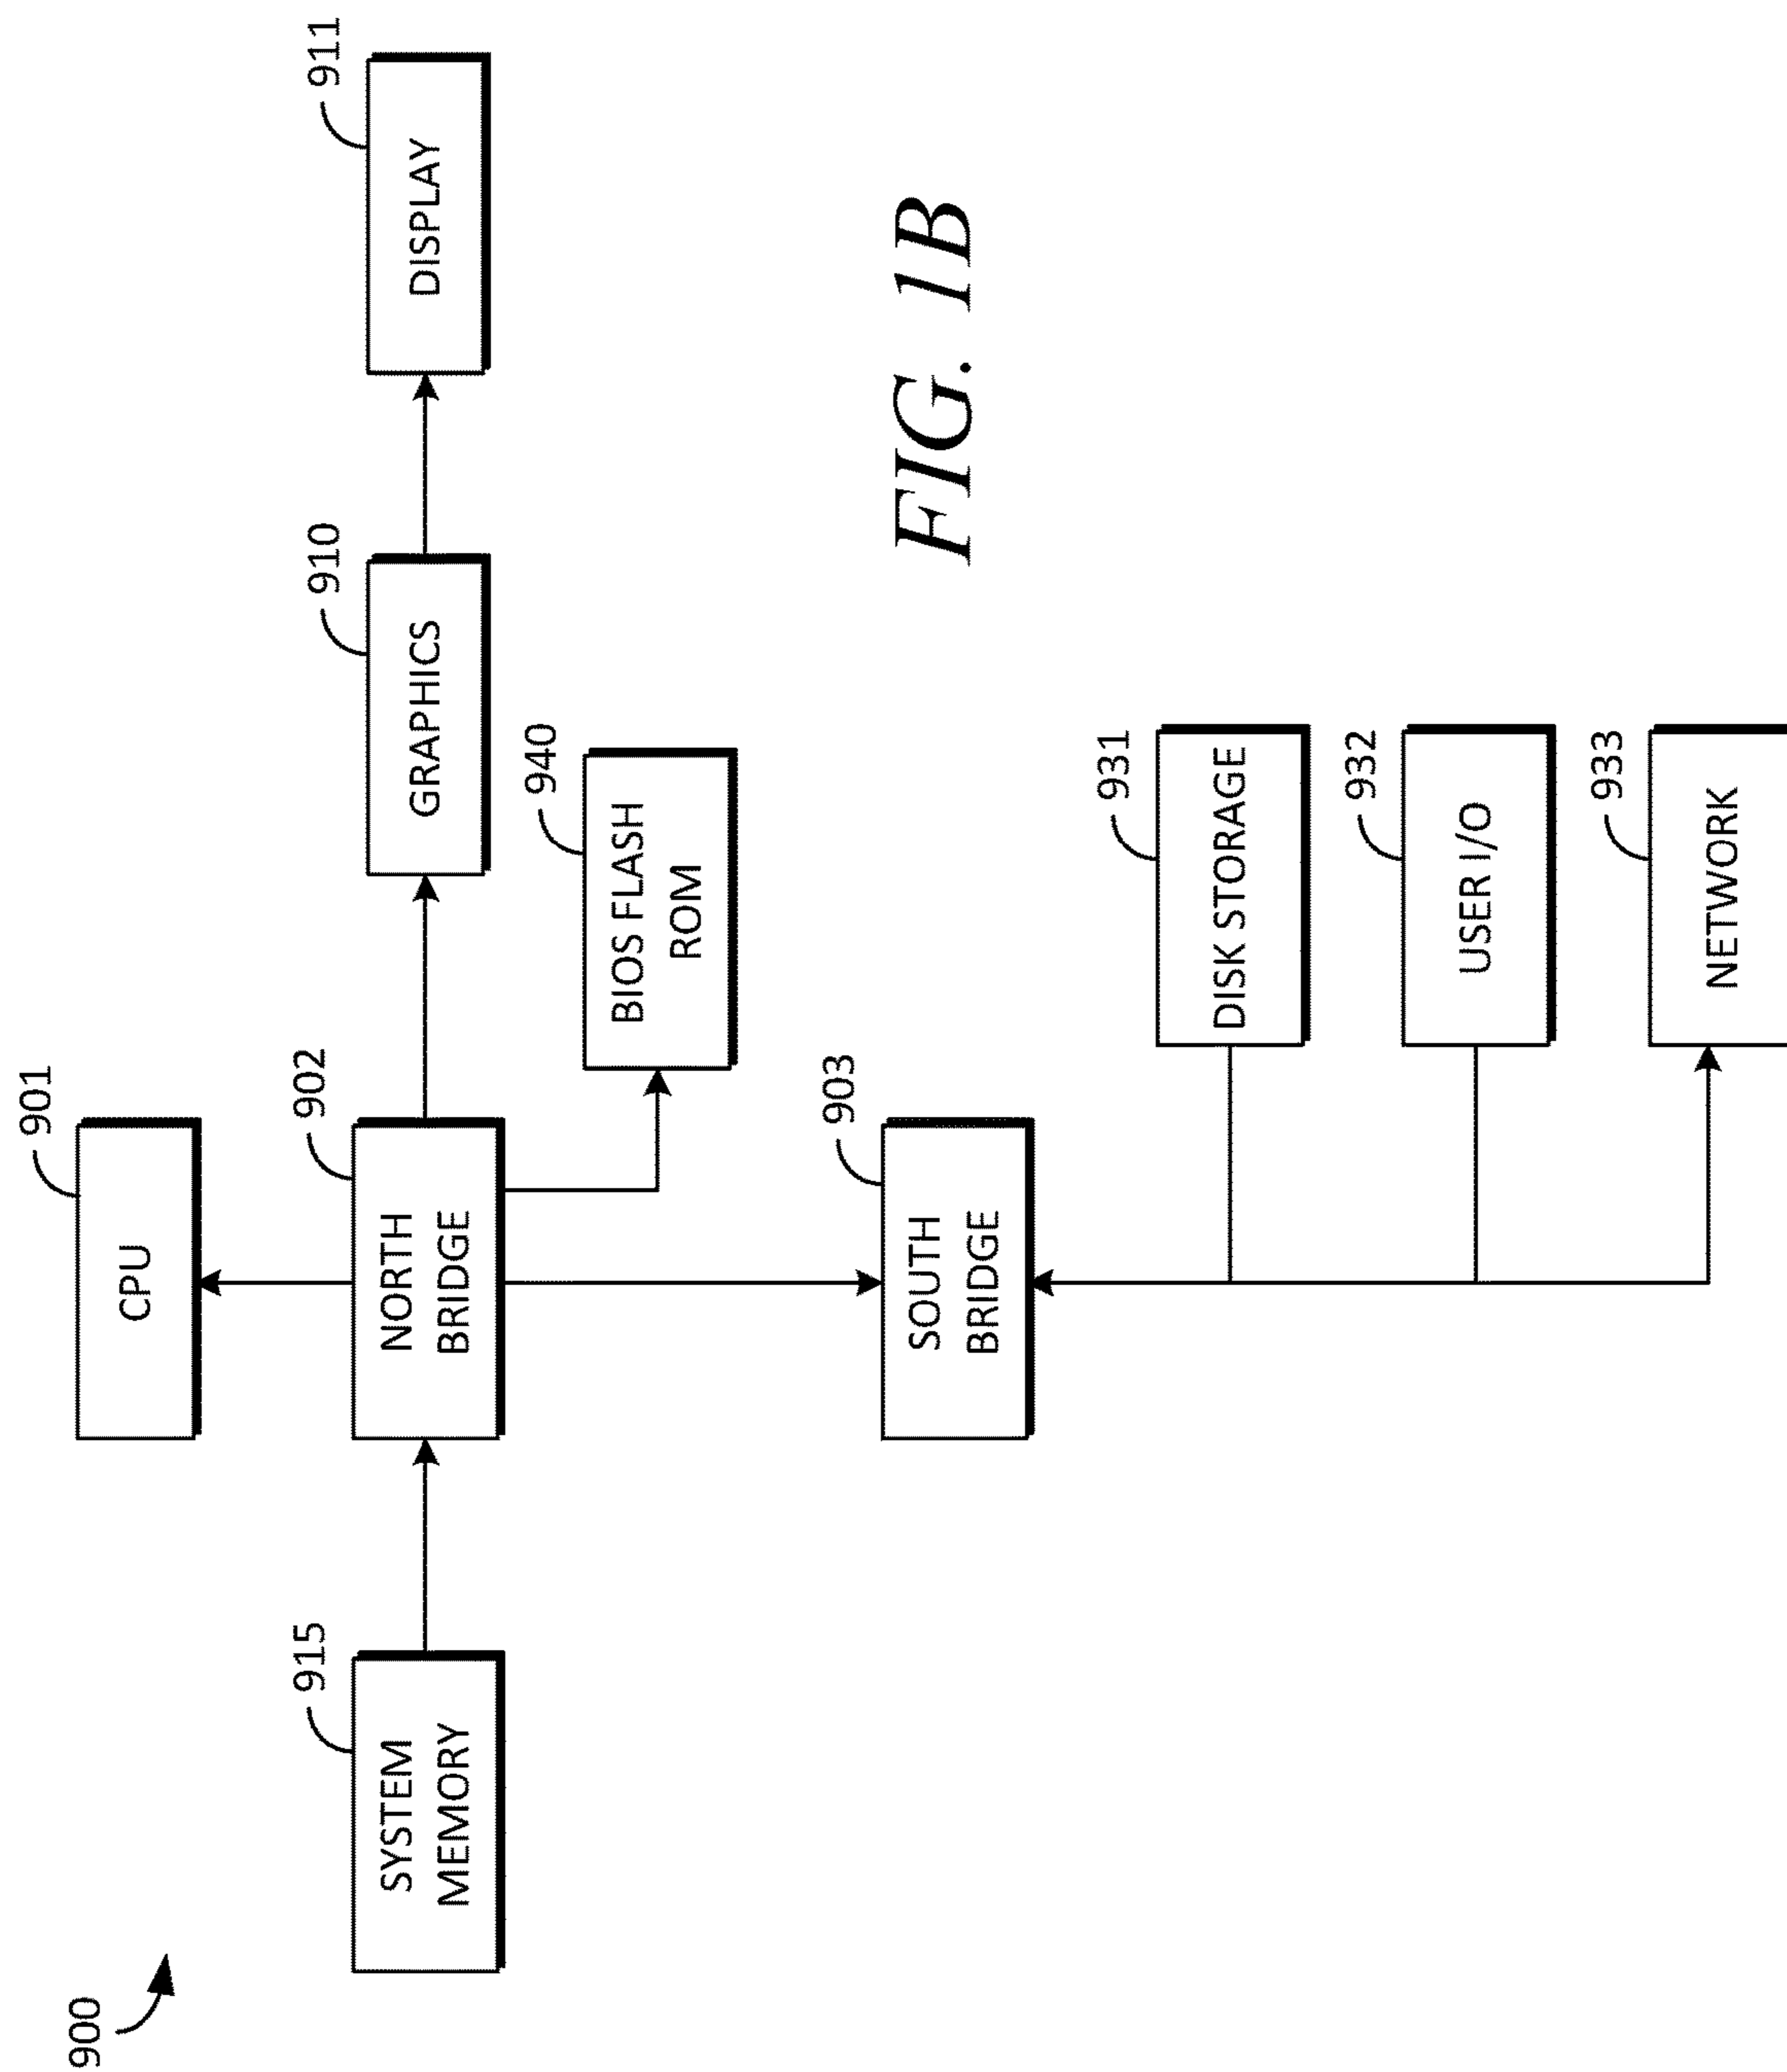 900
901
CPU
915
SYSTEM
MEMORY
902
NORTH
BRIDGE
910
GRAPHICS
911
DISPLAY
940
BIOS FLASH
ROM
903
SOUTH
BRIDGE
931
DISK STORAGE
932
USER I/O
933
NETWORK
FIG. 1B